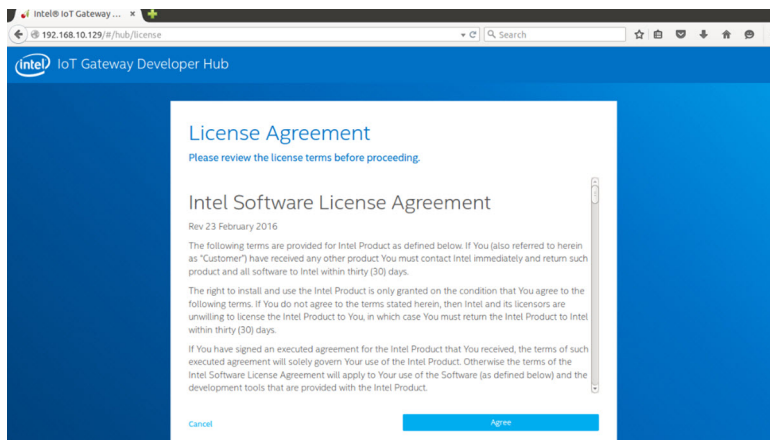 Intel® IoT Gateway ...
192.168.10.129/#/hub/license
Search
intel IoT Gateway Developer Hub
License Agreement
Please review the license terms before proceeding.
Intel Software License Agreement
Rev 23 February 2016
The following terms are provided for Intel Product as defined below. If You (also referred to herein
as "Customer") have received any other product You must contact Intel immediately and return such
product and all software to Intel within thirty (30) days.
The right to install and use the Intel Product is only granted on the condition that You agree to the
following terms. If You do not agree to the terms stated herein, then Intel and its licensors are
unwilling to license the Intel Product to You, in which case You must return the Intel Product to Intel
within thirty (30) days.
If You have signed an executed agreement for the Intel Product that You received, the terms of such
executed agreement will solely govern Your use of the Intel Product. Otherwise the terms of the
Intel Software License Agreement will apply to Your use of the Software (as defined below) and the
development tools that are provided with the Intel Product.
Cancel
Agree